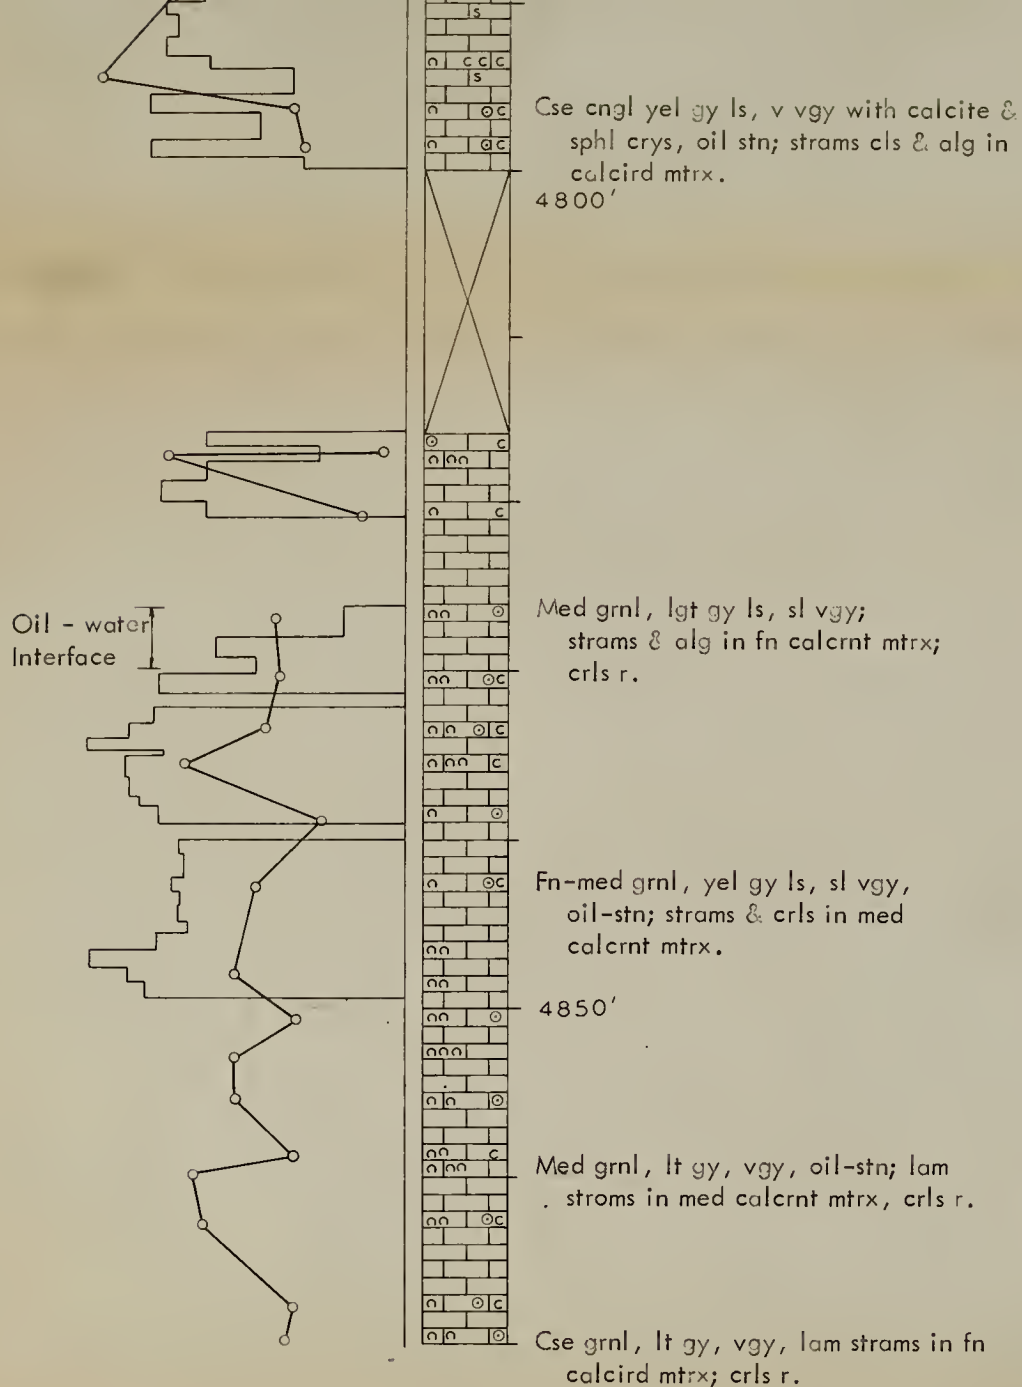 s
c c c c
s
Cse cngl yel gy ls, v vgy with calcite &
c
sphl crys, oil stn; stroms cls & alg in
c
calcird mtrx.
4800'
c
c
Med grnl, lgt gy ls, sl vgy;
Oil - water
strams & alg in fn calcrnt mtrx;
Interface
crls r.
c
c
c
Fn-med grnl, yel gy ls, sl vgy,
c
oil-stn; strams & crls in med
calcrnt mtrx.
4850'
c
Med grnl, lt gy, vgy, oil-stn; lam
stroms in med calcrnt mtrx, crls r.
c
c
Cse grnl, lt gy, vgy, lam strams in fn
calcird mtrx; crls r.